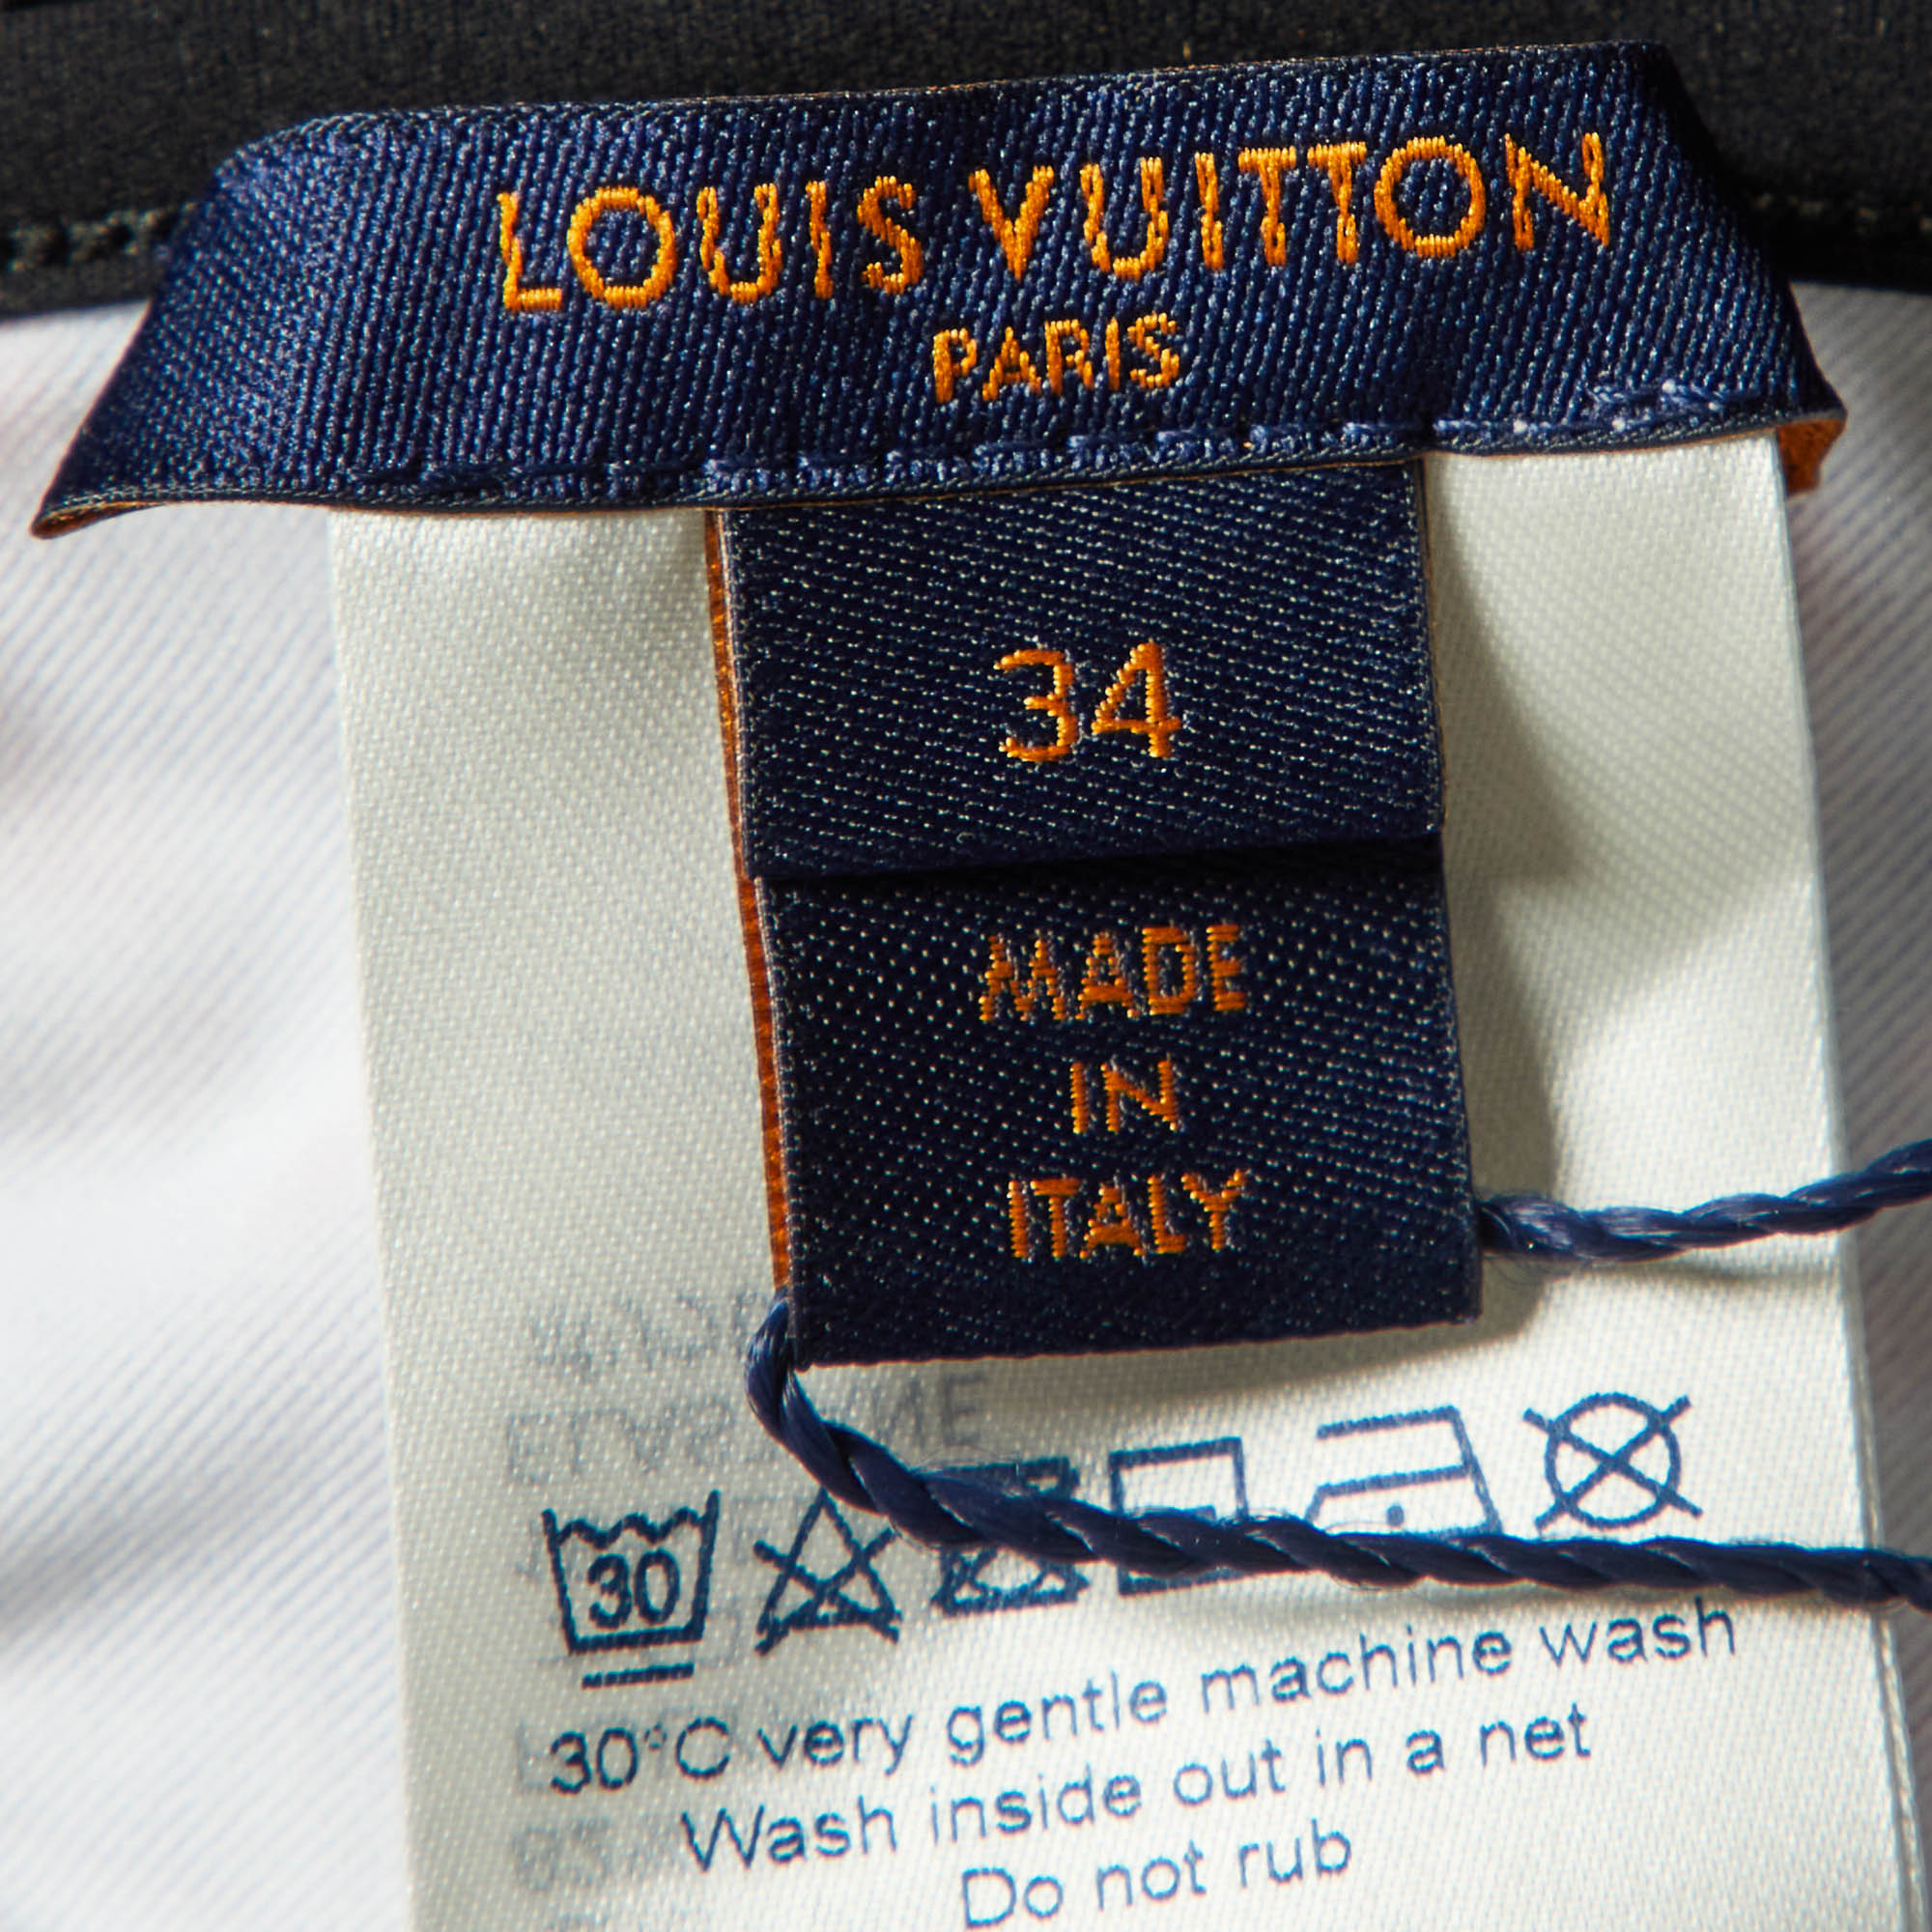 LOUIS VUITTON
PARIS
34
MADE
IN
ITALY
30
30°C very gentle machine wash
Wash inside out in a net
Do not rub